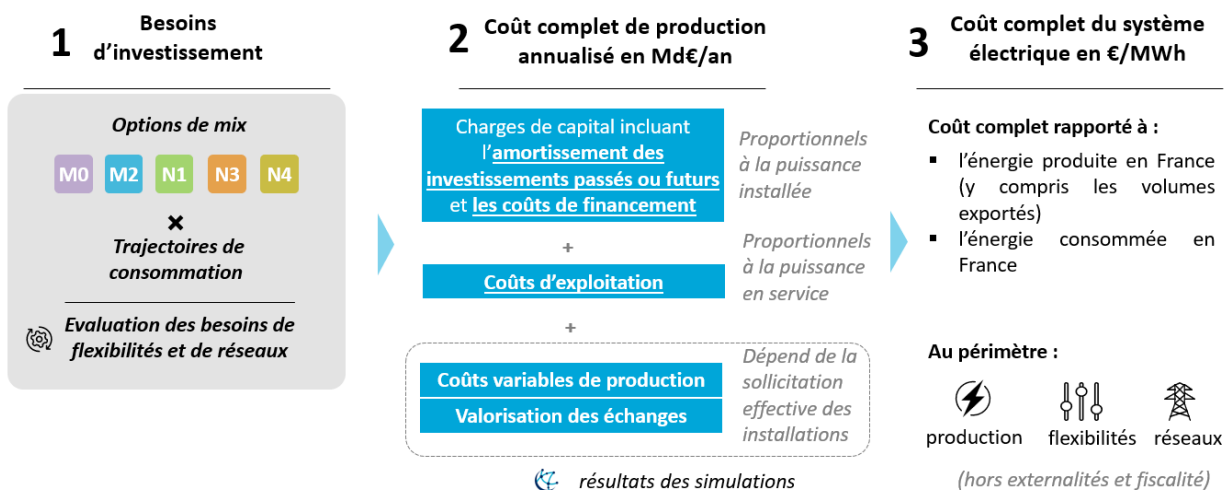 1
Besoins
d'investissement
Options de mix
M0 M2 N1 N3 N4
Trajectoires de
consommation
Evaluation des besoins de
flexibilités et de réseaux
2
Coût complet de production
annualisé en Md€/an
Charges de capital incluant
l'amortissement des
investissements passés ou futurs
et les coûts de financement
Proportionnels
à la puissance
installée
+
Coûts d'exploitation
Proportionnels
à la puissance
en service
+
Coûts variables de production
Valorisation des échanges
Dépend de la
sollicitation
effective des
installations
résultats des simulations
3
Coût complet du système
électrique en €/MWh
Coût complet rapporté à :
▪ l'énergie produite en France
(y compris les volumes
exportés)
▪ l'énergie consommée en
France
Au périmètre :
production flexibilités réseaux
(hors externalités et fiscalité)